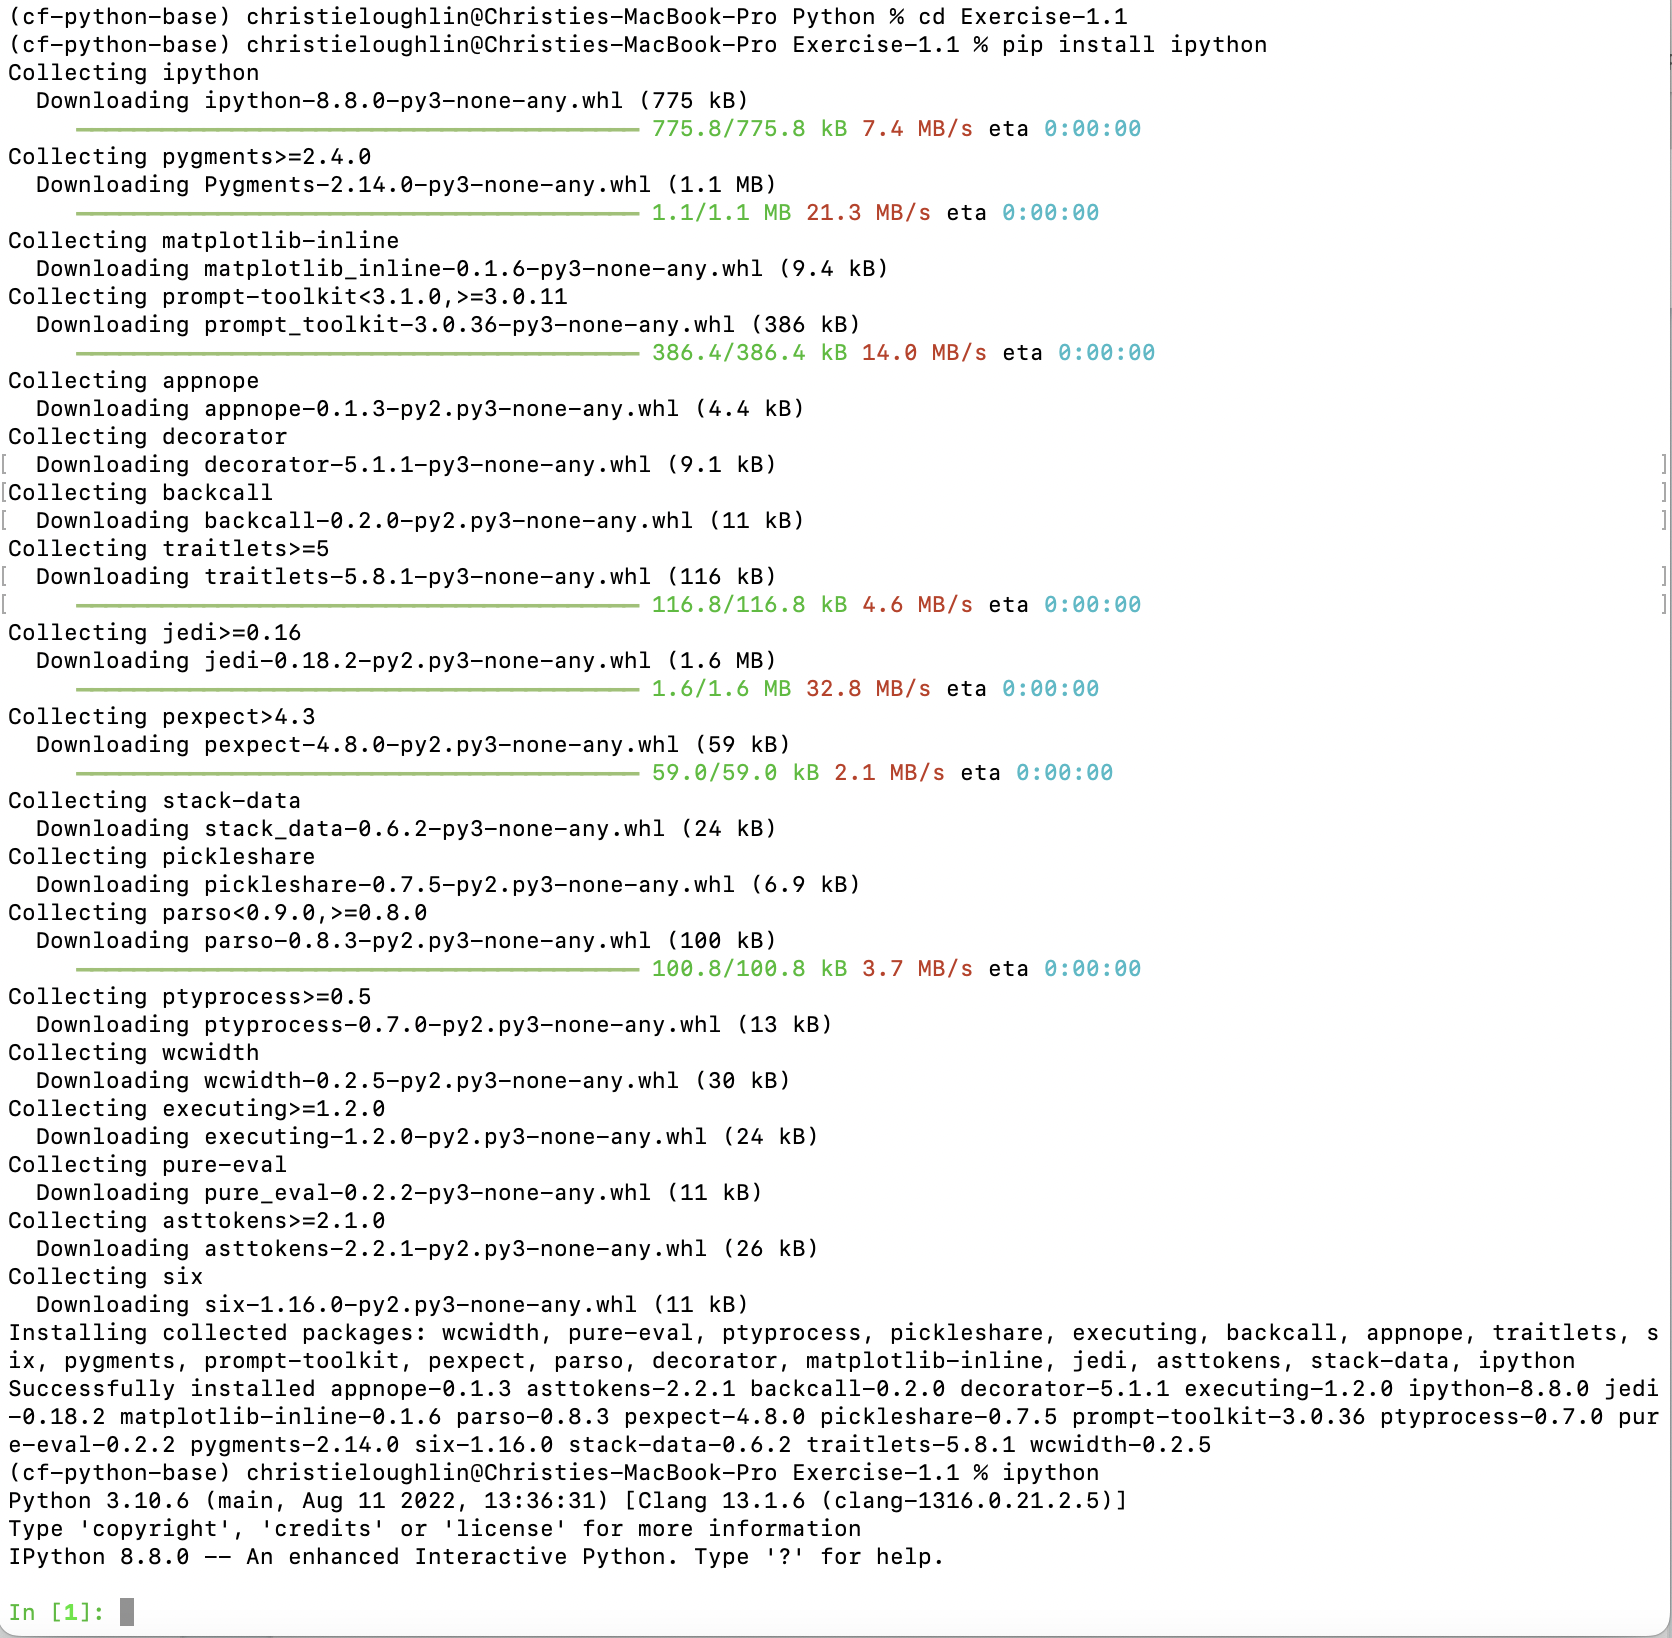 (cf-python-base) christieloughlin@Christies-MacBook-Pro Python % cd Exercise-1.1
(cf-python-base) christieloughlin@Christies-MacBook-Pro Exercise-1.1 % pip install ipython
Collecting ipython
  Downloading ipython-8.8.0-py3-none-any.whl (775 kB)
775.8/775.8 kB 7.4 MB/s eta 0:00:00
Collecting pygments>=2.4.0
  Downloading Pygments-2.14.0-py3-none-any.whl (1.1 MB)
1.1/1.1 MB 21.3 MB/s eta 0:00:00
Collecting matplotlib-inline
  Downloading matplotlib_inline-0.1.6-py3-none-any.whl (9.4 kB)
Collecting prompt-toolkit<3.1.0,>=3.0.11
  Downloading prompt_toolkit-3.0.36-py3-none-any.whl (386 kB)
386.4/386.4 kB 14.0 MB/s eta 0:00:00
Collecting appnope
  Downloading appnope-0.1.3-py2.py3-none-any.whl (4.4 kB)
Collecting decorator
[ Downloading decorator-5.1.1-py3-none-any.whl (9.1 kB) ]
[Collecting backcall ]
[ Downloading backcall-0.2.0-py2.py3-none-any.whl (11 kB) ]
Collecting traitlets>=5
[ Downloading traitlets-5.8.1-py3-none-any.whl (116 kB) ]
[ 116.8/116.8 kB 4.6 MB/s eta 0:00:00 ]
Collecting jedi>=0.16
  Downloading jedi-0.18.2-py2.py3-none-any.whl (1.6 MB)
1.6/1.6 MB 32.8 MB/s eta 0:00:00
Collecting pexpect>4.3
  Downloading pexpect-4.8.0-py2.py3-none-any.whl (59 kB)
59.0/59.0 kB 2.1 MB/s eta 0:00:00
Collecting stack-data
  Downloading stack_data-0.6.2-py3-none-any.whl (24 kB)
Collecting pickleshare
  Downloading pickleshare-0.7.5-py2.py3-none-any.whl (6.9 kB)
Collecting parso<0.9.0,>=0.8.0
  Downloading parso-0.8.3-py2.py3-none-any.whl (100 kB)
100.8/100.8 kB 3.7 MB/s eta 0:00:00
Collecting ptyprocess>=0.5
  Downloading ptyprocess-0.7.0-py2.py3-none-any.whl (13 kB)
Collecting wcwidth
  Downloading wcwidth-0.2.5-py2.py3-none-any.whl (30 kB)
Collecting executing>=1.2.0
  Downloading executing-1.2.0-py2.py3-none-any.whl (24 kB)
Collecting pure-eval
  Downloading pure_eval-0.2.2-py3-none-any.whl (11 kB)
Collecting asttokens>=2.1.0
  Downloading asttokens-2.2.1-py2.py3-none-any.whl (26 kB)
Collecting six
  Downloading six-1.16.0-py2.py3-none-any.whl (11 kB)
Installing collected packages: wcwidth, pure-eval, ptyprocess, pickleshare, executing, backcall, appnope, traitlets, s
ix, pygments, prompt-toolkit, pexpect, parso, decorator, matplotlib-inline, jedi, asttokens, stack-data, ipython
Successfully installed appnope-0.1.3 asttokens-2.2.1 backcall-0.2.0 decorator-5.1.1 executing-1.2.0 ipython-8.8.0 jedi
-0.18.2 matplotlib-inline-0.1.6 parso-0.8.3 pexpect-4.8.0 pickleshare-0.7.5 prompt-toolkit-3.0.36 ptyprocess-0.7.0 pur
e-eval-0.2.2 pygments-2.14.0 six-1.16.0 stack-data-0.6.2 traitlets-5.8.1 wcwidth-0.2.5
(cf-python-base) christieloughlin@Christies-MacBook-Pro Exercise-1.1 % ipython
Python 3.10.6 (main, Aug 11 2022, 13:36:31) [Clang 13.1.6 (clang-1316.0.21.2.5)]
Type 'copyright', 'credits' or 'license' for more information
IPython 8.8.0 -- An enhanced Interactive Python. Type '?' for help.
In [1]: